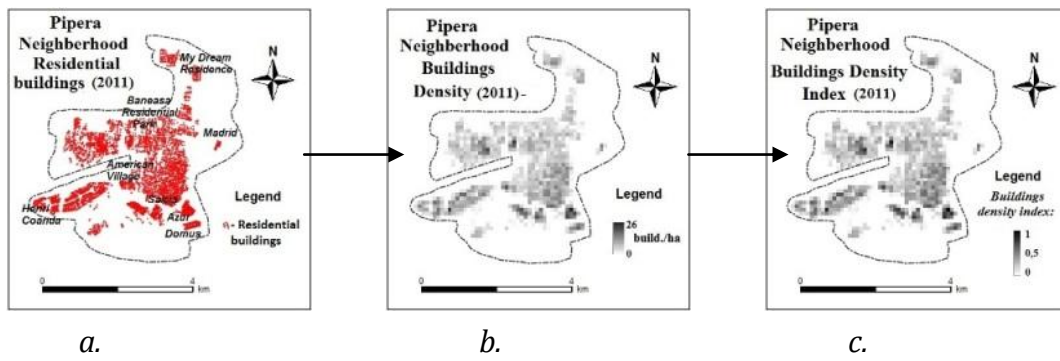 Pipera
Neighberhood
Residential
buildings (2011)
My Dream
Residence
N
Baneasa
Residential
Park
Madrid
American
Village
Henri
Coanda
Azur
Domus
Legend
- Residential
buildings
0 4
km
a.
Pipera
Neighborhood
Buildings
Density (2011)-
N
Legend
26
build./ha
0
0 4
km
b.
Pipera
Neighborhood
Buildings Density
Index (2011)
N
Legend
Buildings
density index:
1
0,5
0
0 4
km
c.